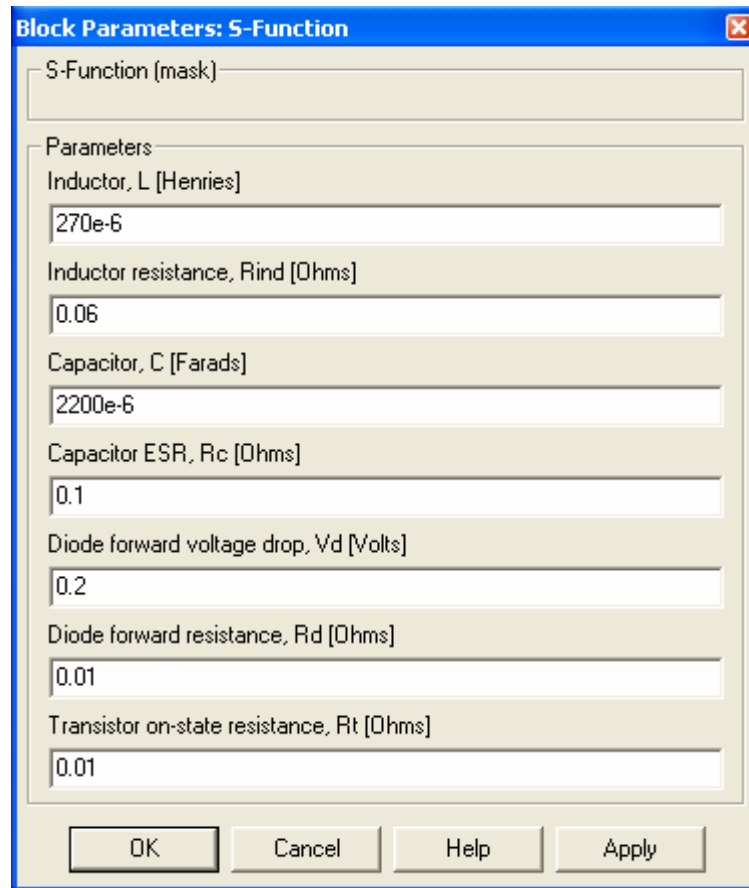 Block Parameters: S-Function
S-Function (mask)
Parameters
Inductor, L [Henries]
270e-6
Inductor resistance, Rind [Ohms]
0.06
Capacitor, C [Farads]
2200e-6
Capacitor ESR, Rc [Ohms]
0.1
Diode forward voltage drop, Vd [Volts]
0.2
Diode forward resistance, Rd [Ohms]
0.01
Transistor on-state resistance, Rt [Ohms]
0.01
OK Cancel Help Apply